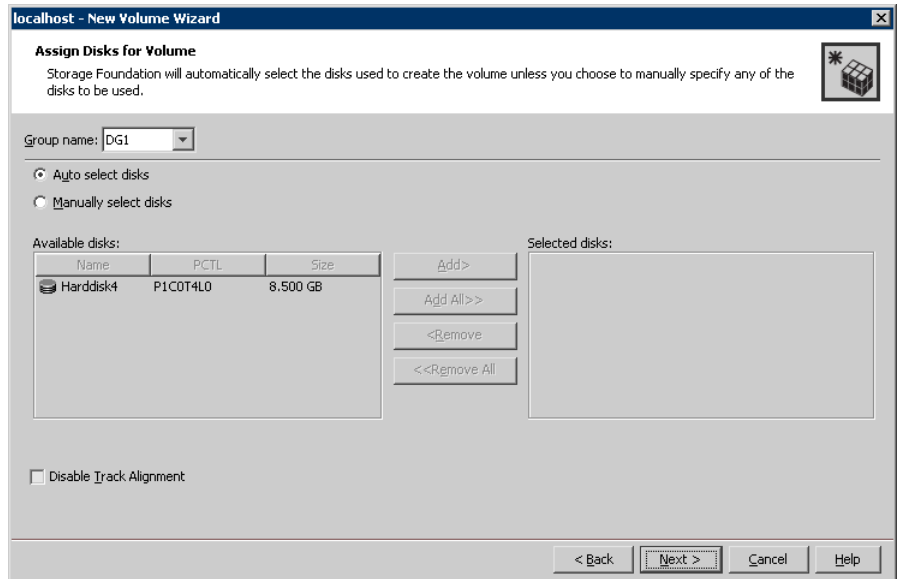 localhost - New Volume Wizard
Assign Disks for Volume
Storage Foundation will automatically select the disks used to create the volume unless you choose to manually specify any of the
disks to be used.
Group name: DG1
Auto select disks
Manually select disks
Available disks:
Selected disks:
Name PCTL Size
Harddisk4 P1C0T4L0 8.500 GB
Add>
Add All>>
<Remove
<<Remove All
Disable Track Alignment
< Back Next > Cancel Help